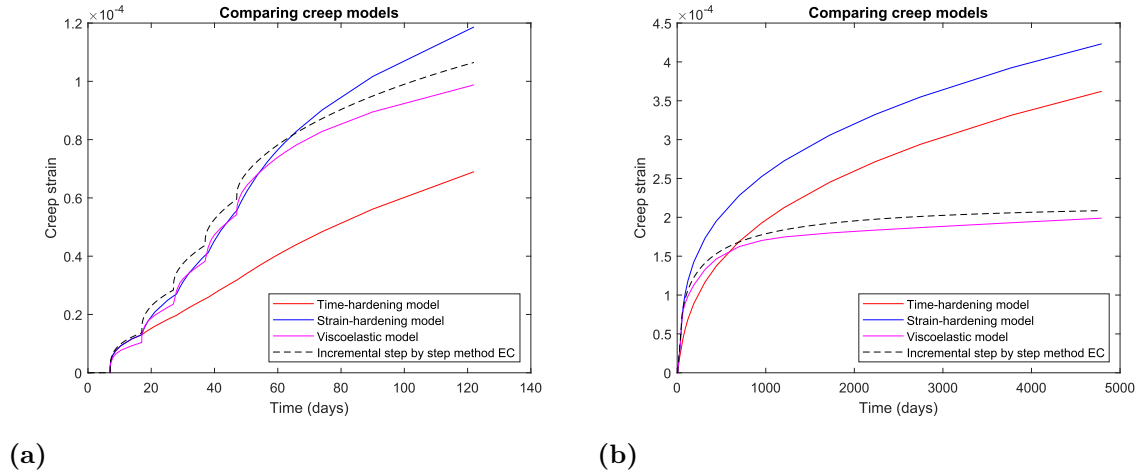 Comparing creep models
×10⁻⁴
1.2
1
0.8
0.6
0.4
0.2
0
Creep strain
0 20 40 60 80 100 120 140
Time (days)
Time-hardening model
Strain-hardening model
Viscoelastic model
Incremental step by step method EC
(a)
Comparing creep models
×10⁻⁴
4.5
4
3.5
3
2.5
2
1.5
1
0.5
0
Creep strain
0 1000 2000 3000 4000 5000
Time (days)
Time-hardening model
Strain-hardening model
Viscoelastic model
Incremental step by step method EC
(b)